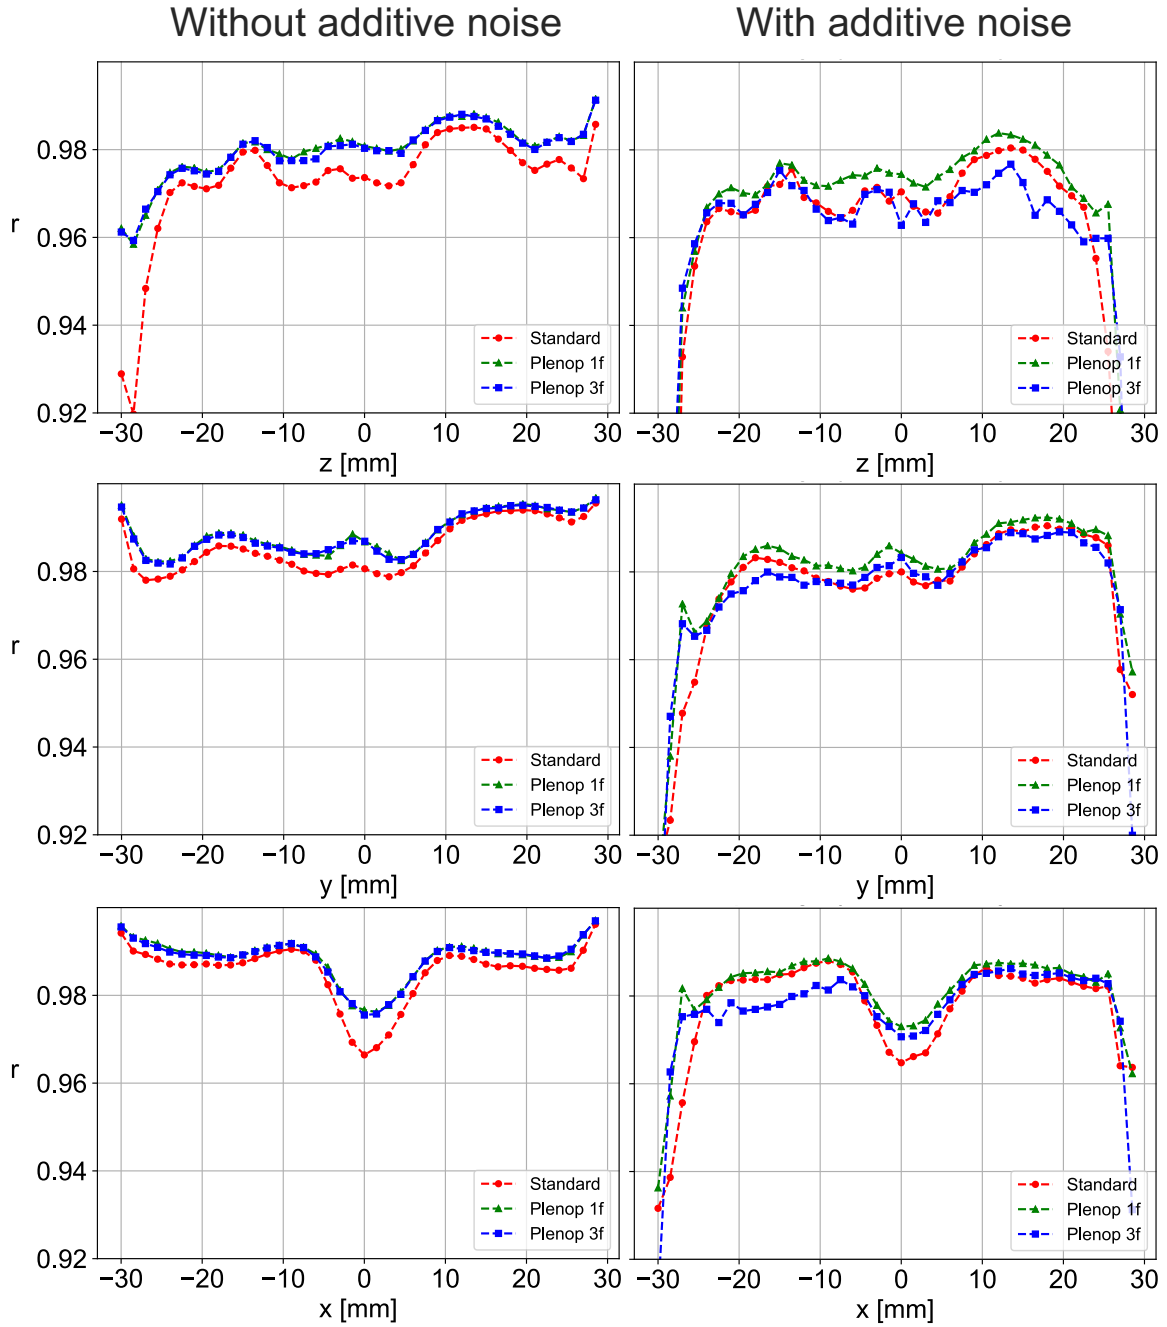 Without additive noise
With additive noise
r
0.98
0.96
0.94
0.92
−30 −20 −10 0 10 20 30
z [mm]
Standard
Plenop 1f
Plenop 3f
−30 −20 −10 0 10 20 30
z [mm]
Standard
Plenop 1f
Plenop 3f
r
0.98
0.96
0.94
0.92
−30 −20 −10 0 10 20 30
y [mm]
Standard
Plenop 1f
Plenop 3f
−30 −20 −10 0 10 20 30
y [mm]
Standard
Plenop 1f
Plenop 3f
r
0.98
0.96
0.94
0.92
−30 −20 −10 0 10 20 30
x [mm]
Standard
Plenop 1f
Plenop 3f
−30 −20 −10 0 10 20 30
x [mm]
Standard
Plenop 1f
Plenop 3f